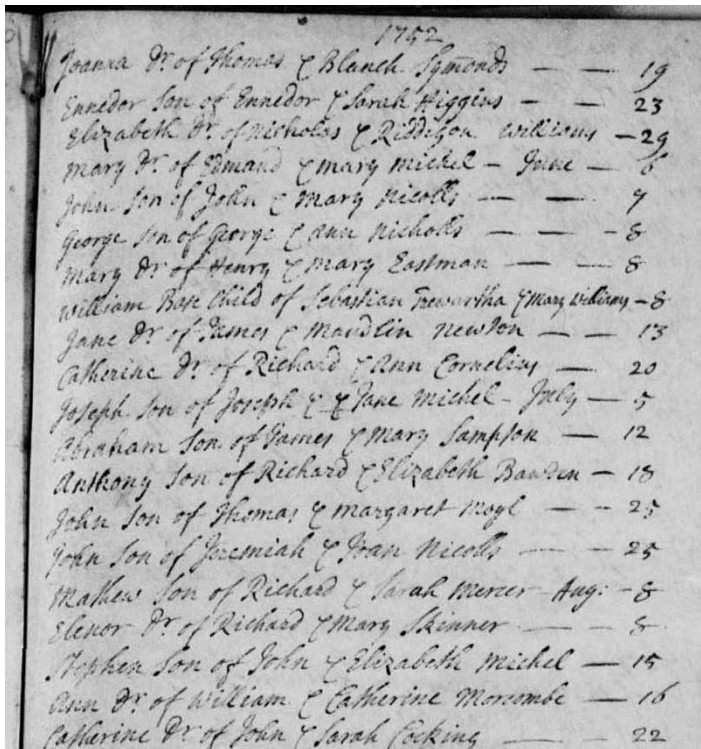 1752
Joanna Dr. of Thomas & Blanch Symonds — — 19
Ennedor Son of Ennedor & Sarah Higgins — — 23
Elizabeth Dr. of Nicholas & Williams — 29
Mary Dr. of Edmand & Mary Michel — June — 6
John Son of John & Mary Nicolls — — 7
George Son of George & Ann Nicholls — — — 8
Mary Dr. of Henry & Mary Eastman — — 8
William Base Child of Sebastian Trewartha & Mary Williams — 8
Jane Dr. of James & Maudlin Newton — — 13
Catherine Dr. of Richard & Ann Cornelius — 20
Joseph Son of Joseph & & Jane Michel — July — 5
Abraham Son of James & Mary Sampson — 12
Anthony Son of Richard & Elizabeth Bawden — 18
John Son of Thomas & Margaret Moyl — — 25
John Son of Jeremiah & Joan Nicolls — — 25
Mathew Son of Richard & Sarah Mercer Aug: — 8
Elenor Dr. of Richard & Mary Skinner — — 8
Stephen Son of John & Elizabeth Michel — 15
Ann Dr. of William & Catherine Morcombe — 16
Catherine Dr. of John & Sarah Cocking — — 22